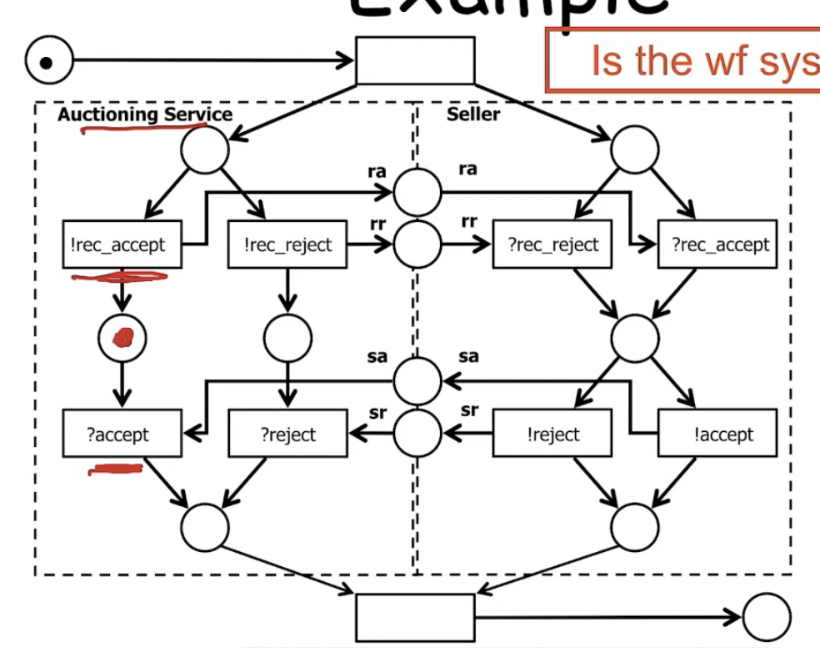 Example
Is the wf sys
Auctioning Service
Seller
ra
ra
rr
rr
!rec_accept
!rec_reject
?rec_reject
?rec_accept
sa
sa
sr
sr
?accept
?reject
!reject
!accept